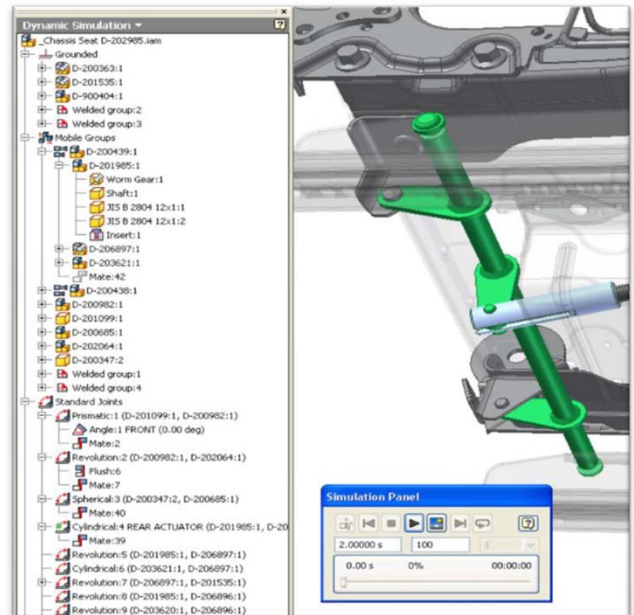 Dynamic Simulation
_Chassis Seat D-202985.iam
Grounded
D-200363:1
D-201535:1
D-900404:1
Welded group:2
Welded group:3
Mobile Groups
D-200439:1
D-201985:1
Worm Gear:1
Shaft:1
JIS B 2804 12x1:1
JIS B 2804 12x1:2
Insert:1
D-206897:1
D-203621:1
Mate:42
D-200438:1
D-200982:1
D-201099:1
D-200685:1
D-202064:1
D-200347:2
Welded group:1
Welded group:4
Standard Joints
Prismatic:1 (D-201099:1, D-200982:1)
Angle:1 FRONT (0.00 deg)
Mate:2
Revolution:2 (D-200982:1, D-202064:1)
Flush:6
Mate:7
Spherical:3 (D-200347:2, D-200685:1)
Mate:40
Cylindrical:4 REAR ACTUATOR (D-201985:1, D-20
Mate:39
Revolution:5 (D-201985:1, D-206897:1)
Cylindrical:6 (D-203621:1, D-206897:1)
Revolution:7 (D-206897:1, D-201535:1)
Revolution:8 (D-201985:1, D-206896:1)
Revolution:9 (D-203620:1, D-206896:1)
Simulation Panel
2.00000 s 100 1
0.00 s 0% 00:00:00